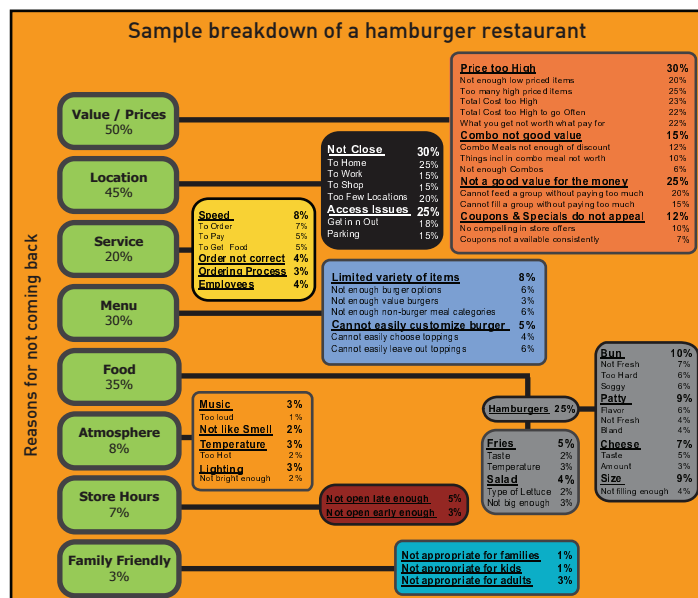 Sample breakdown of a hamburger restaurant
Reasons for not coming back
Value / Prices
50%
Price too High 30%
Not enough low priced items 20%
Too many high priced items 25%
Total Cost too High 23%
Total Cost too High to go Often 22%
What you get not worth what pay for 22%
Combo not good value 15%
Combo Meals not enough of discount 12%
Things incl in combo meal not worth 10%
Not enough Combos 6%
Not a good value for the money 25%
Cannot feed a group without paying too much 20%
Cannot fill a group without paying too much 15%
Coupons & Specials do not appeal 12%
No compelling in store offers 10%
Coupons not available consistently 7%
Location
45%
Not Close 30%
To Home 25%
To Work 15%
To Shop 15%
Too Few Locations 20%
Access Issues 25%
Get in n Out 18%
Parking 15%
Service
20%
Speed 8%
To Order 7%
To Pay 5%
To Get Food 5%
Order not correct 4%
Ordering Process 3%
Employees 4%
Menu
30%
Limited variety of items 8%
Not enough burger options 6%
Not enough value burgers 3%
Not enough non-burger meal categories 6%
Cannot easily customize burger 5%
Cannot easily choose toppings 4%
Cannot easily leave out toppings 6%
Food
35%
Hamburgers 25%
Bun 10%
Not Fresh 7%
Too Hard 6%
Soggy 6%
Patty 9%
Flavor 6%
Not Fresh 4%
Bland 4%
Cheese 7%
Taste 5%
Amount 3%
Size 9%
Not filling enough 4%
Fries 5%
Taste 2%
Temperature 3%
Salad 4%
Type of Lettuce 2%
Not big enough 3%
Atmosphere
8%
Music 3%
Too loud 1%
Not like Smell 2%
Temperature 3%
Too Hot 2%
Lighting 3%
Not bright enough 2%
Store Hours
7%
Not open late enough 5%
Not open early enough 3%
Family Friendly
3%
Not appropriate for families 1%
Not appropriate for kids 1%
Not appropriate for adults 3%